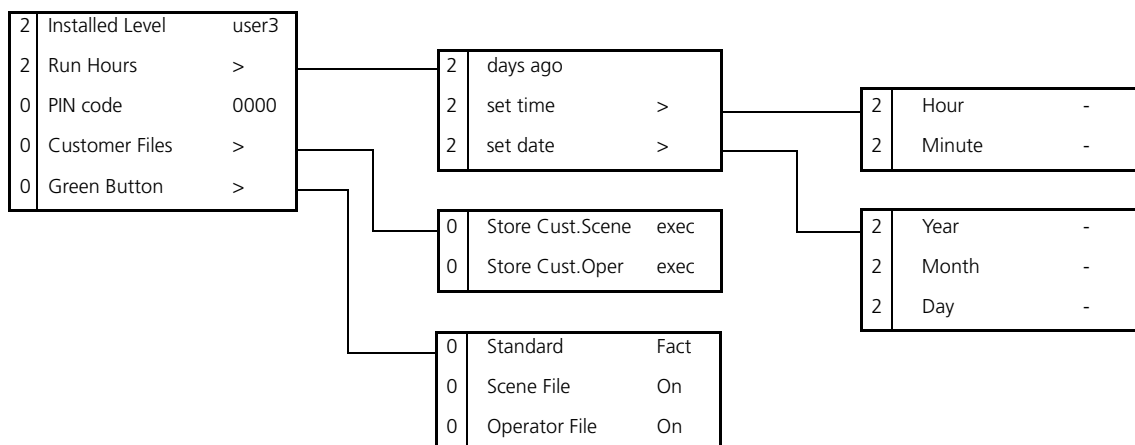 2 Installed Level user3
2 Run Hours >
0 PIN code 0000
0 Customer Files >
0 Green Button >
2 days ago
2 set time >
2 set date >
0 Store Cust.Scene exec
0 Store Cust.Oper exec
0 Standard Fact
0 Scene File On
0 Operator File On
2 Hour -
2 Minute -
2 Year -
2 Month -
2 Day -